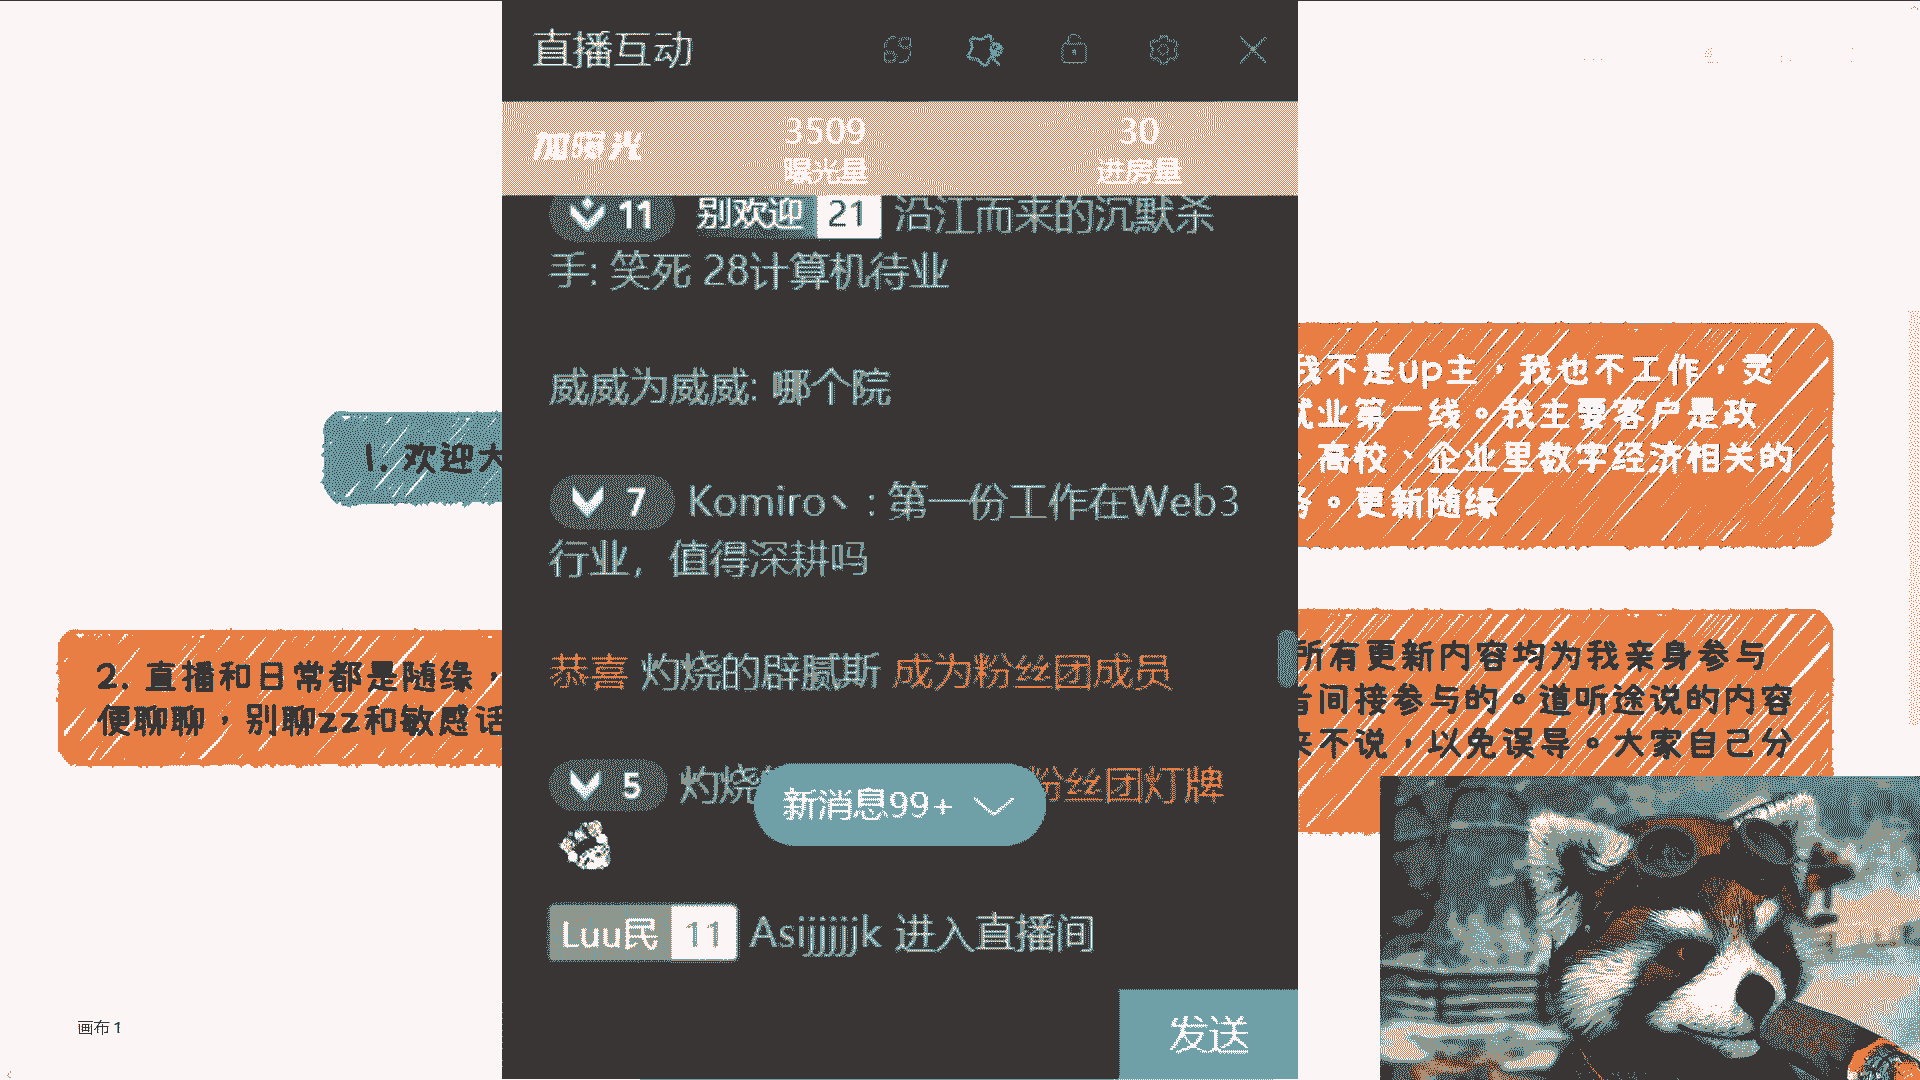 直播互动
加曝光
3509
曝光量
30
进房量
11 别欢迎 21 沿江而来的沉默杀
手: 笑死 28计算机待业
威威为威威: 哪个院
7 Komiro丶: 第一份工作在Web3
行业，值得深耕吗
恭喜 灼烧的辟腻斯 成为粉丝团成员
5 灼烧
粉丝团灯牌
新消息99+
Luu民 11 Asijjjjjk 进入直播间
发送
1. 欢迎大
2. 直播和日常都是随缘，
便聊聊，别聊zz和敏感话
我不是up主，我也不工作，灵
就业第一线。我主要客户是政
、高校、企业里数字经济相关的
务。更新随缘
所有更新内容均为我亲身参与
者间接参与的。道听途说的内容
来不说，以免误导。大家自己分
画布 1